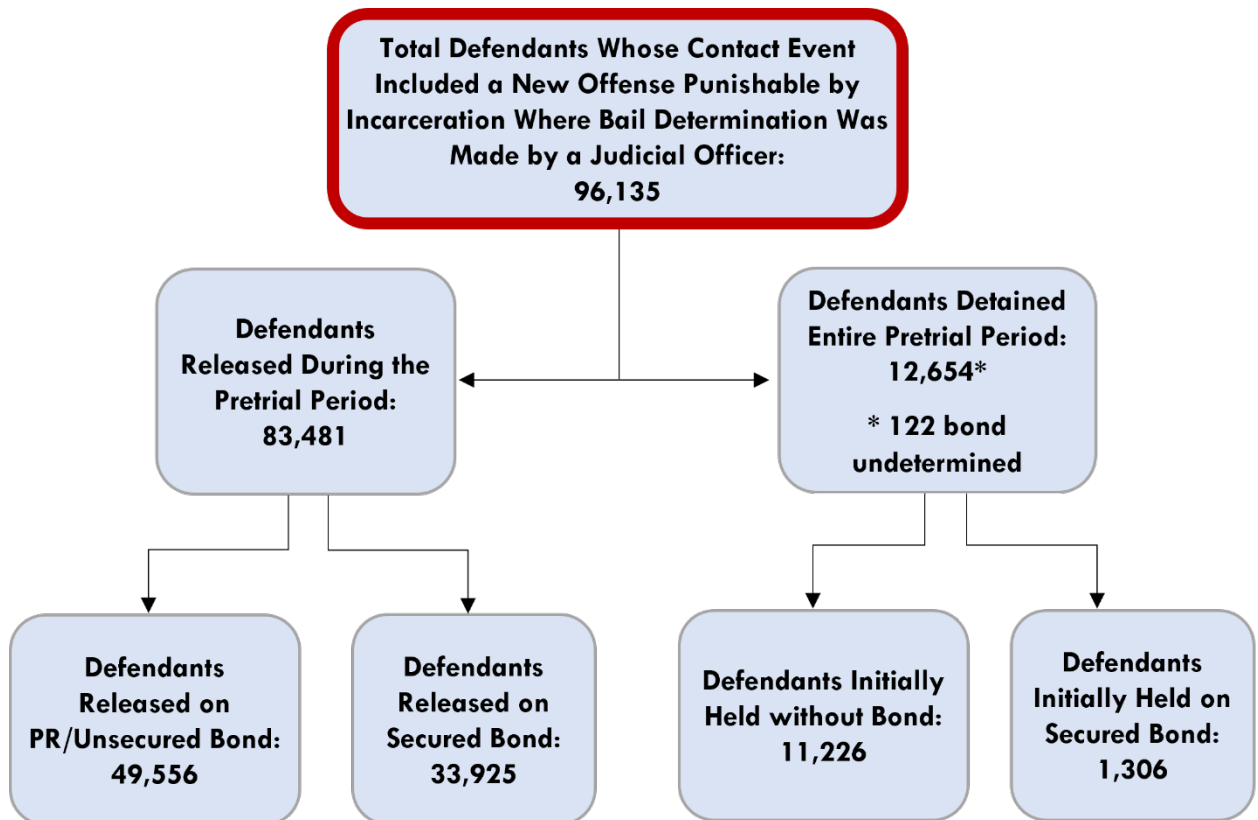 Total Defendants Whose Contact Event
Included a New Offense Punishable by
Incarceration Where Bail Determination Was
Made by a Judicial Officer:
96,135
Defendants
Released During the
Pretrial Period:
83,481
Defendants Detained
Entire Pretrial Period:
12,654*
* 122 bond
undetermined
Defendants
Released on
PR/Unsecured Bond:
49,556
Defendants
Released on
Secured Bond:
33,925
Defendants Initially
Held without Bond:
11,226
Defendants
Initially Held on
Secured Bond:
1,306